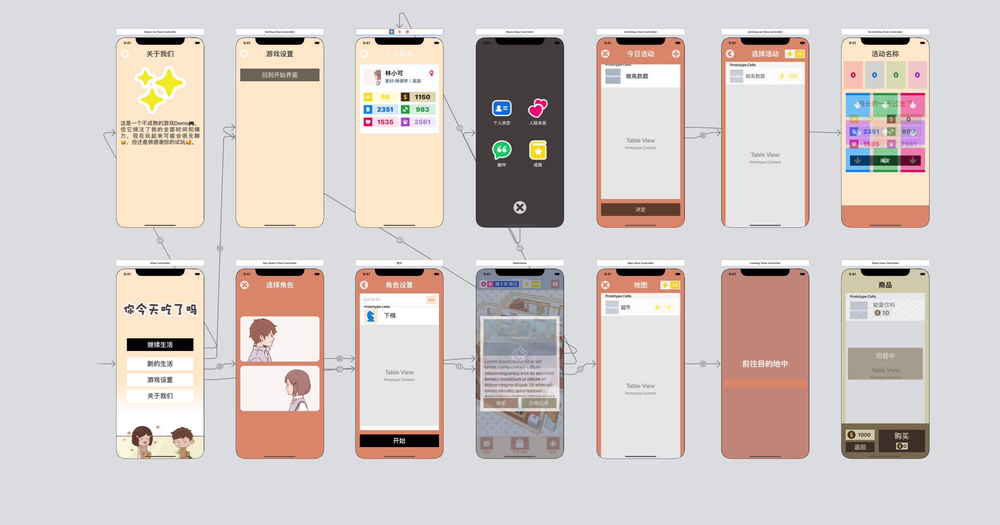 About Us View Controller
9:41
关于我们
这是一个不成熟的游戏Demo🎮,
但它倾注了我的全部时间和精
力，现在玩起来可能会很无聊
😅，但还是很感谢你的试玩🥰。
Setting View Controller
9:41
游戏设置
回到开始界面
9:41
个人状态
林小可
爱好:弹钢琴｜画画
56
1150
2351
983
1535
2561
Menu View Controller
9:41
个人状态
人际关系
邮件
成就
Activities View Controller
9:41
今日活动
Prototype Cells
UIImageView
做高数题
Table View
Prototype Content
决定
ActivityList View Controller
9:41
选择活动
50
Prototype Cells
UIImageView
做高数题
-20
Table View
Prototype Content
Do Activity View Controller
9:41
活动名称
0
0
0
0
漫长的一天过去了
0
0
2351
983
1535
2561
确定
View Controller
9:41
你今天吃了吗
继续生活
新的生活
游戏设置
关于我们
Sex Select View Controller
9:41
选择角色
爱好
9:41
角色设置
你的名字?
随机
Prototype Cells
下棋
Table View
Prototype Content
开始
MainGame
9:41
春
第1年 周日
50
UIImageView
Lorem ipsum dolor sit er elit
lamet, consectetaur cillium
adipisicing pecu, sed do eiusmod
tempor incididunt ut labore et
dolore magna aliqua. Ut enim ad
minim veniam, quis nostrud
exercitation ullamco laboris nisi ut
确定
游戏结束
地图
今日活动
行李
Map View Controller
9:41
地图
50
Prototype Cells
UIImageView
超市
-5
Table View
Prototype Content
Loading View Controller
9:41
前往目的地中
Shop View Controller
9:41
商品
Prototype Cells
UIImageView
能量饮料
10
用餐中
Table View
Prototype Content
1000
返回
购买
0